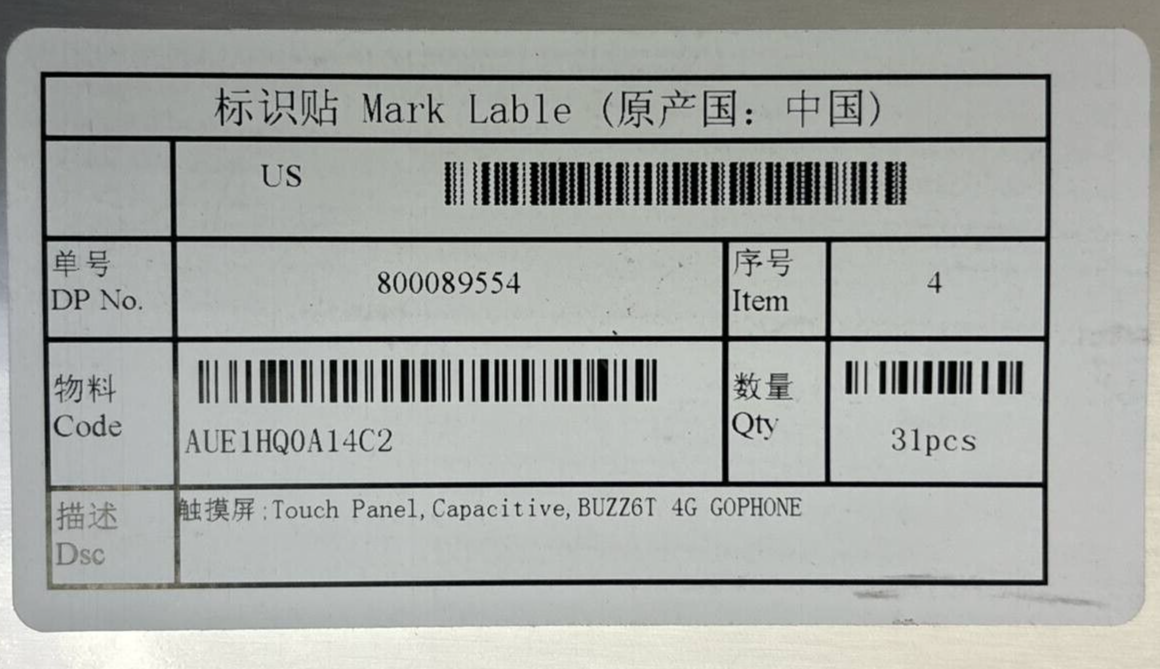 标识贴 Mark Lable (原产国: 中国)
US
单号
DP No.
800089554
序号
Item
4
物料
Code
AUE1HQ0A14C2
数量
Qty
31pcs
描述
Dsc
触摸屏:Touch Panel,Capacitive,BUZZ6T 4G GOPHONE